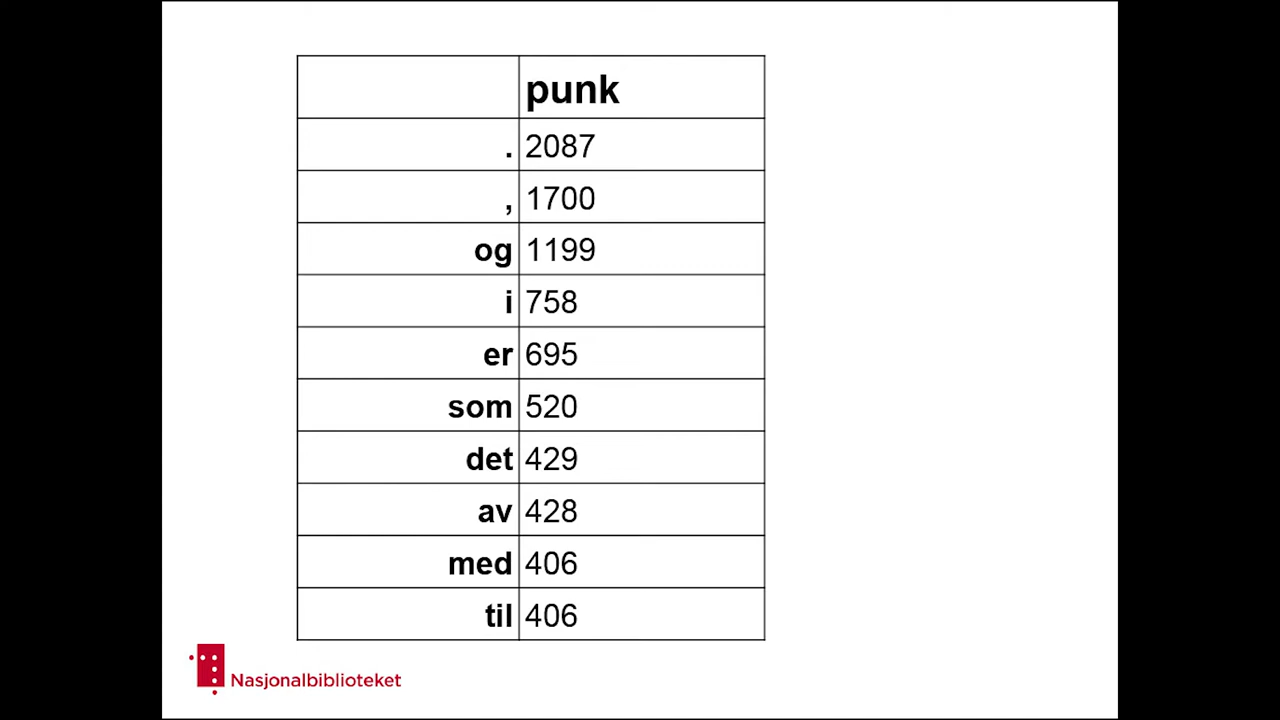 punk
. 2087
, 1700
og 1199
i 758
er 695
som 520
det 429
av 428
med 406
til 406
Nasjonalbiblioteket